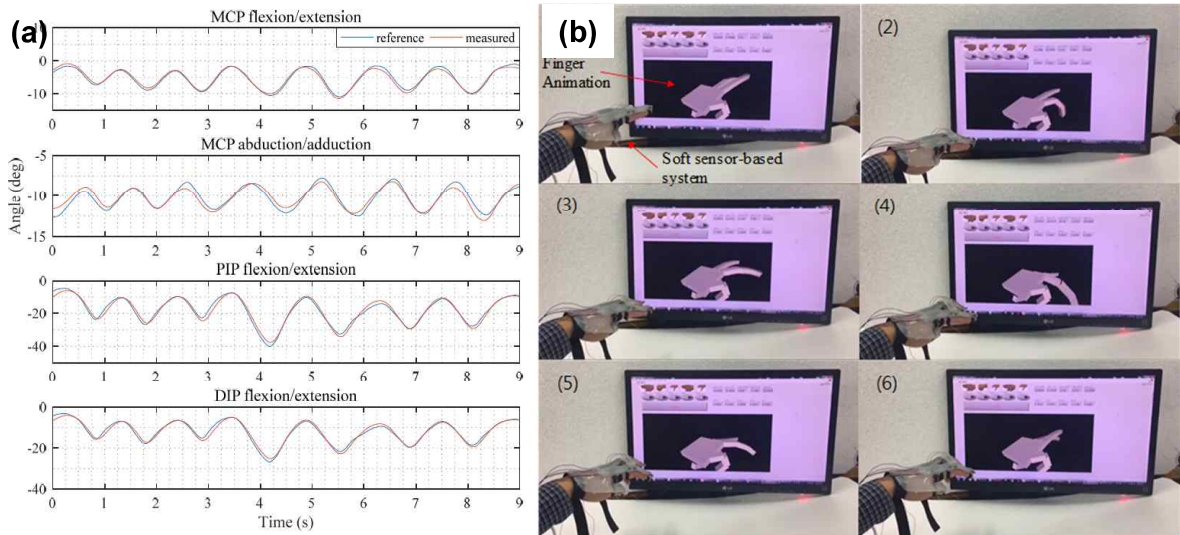 (a)
MCP flexion/extension
reference measured
0
-10
0 1 2 3 4 5 6 7 8 9
MCP abduction/adduction
-5
-10
-15
0 1 2 3 4 5 6 7 8 9
Angle (deg)
PIP flexion/extension
0
-20
-40
0 1 2 3 4 5 6 7 8 9
DIP flexion/extension
0
-20
-40
0 1 2 3 4 5 6 7 8 9
Time (s)
(b)
Finger
Animation
Soft sensor-based
system
(2)
(3)
(4)
(5)
(6)
LG